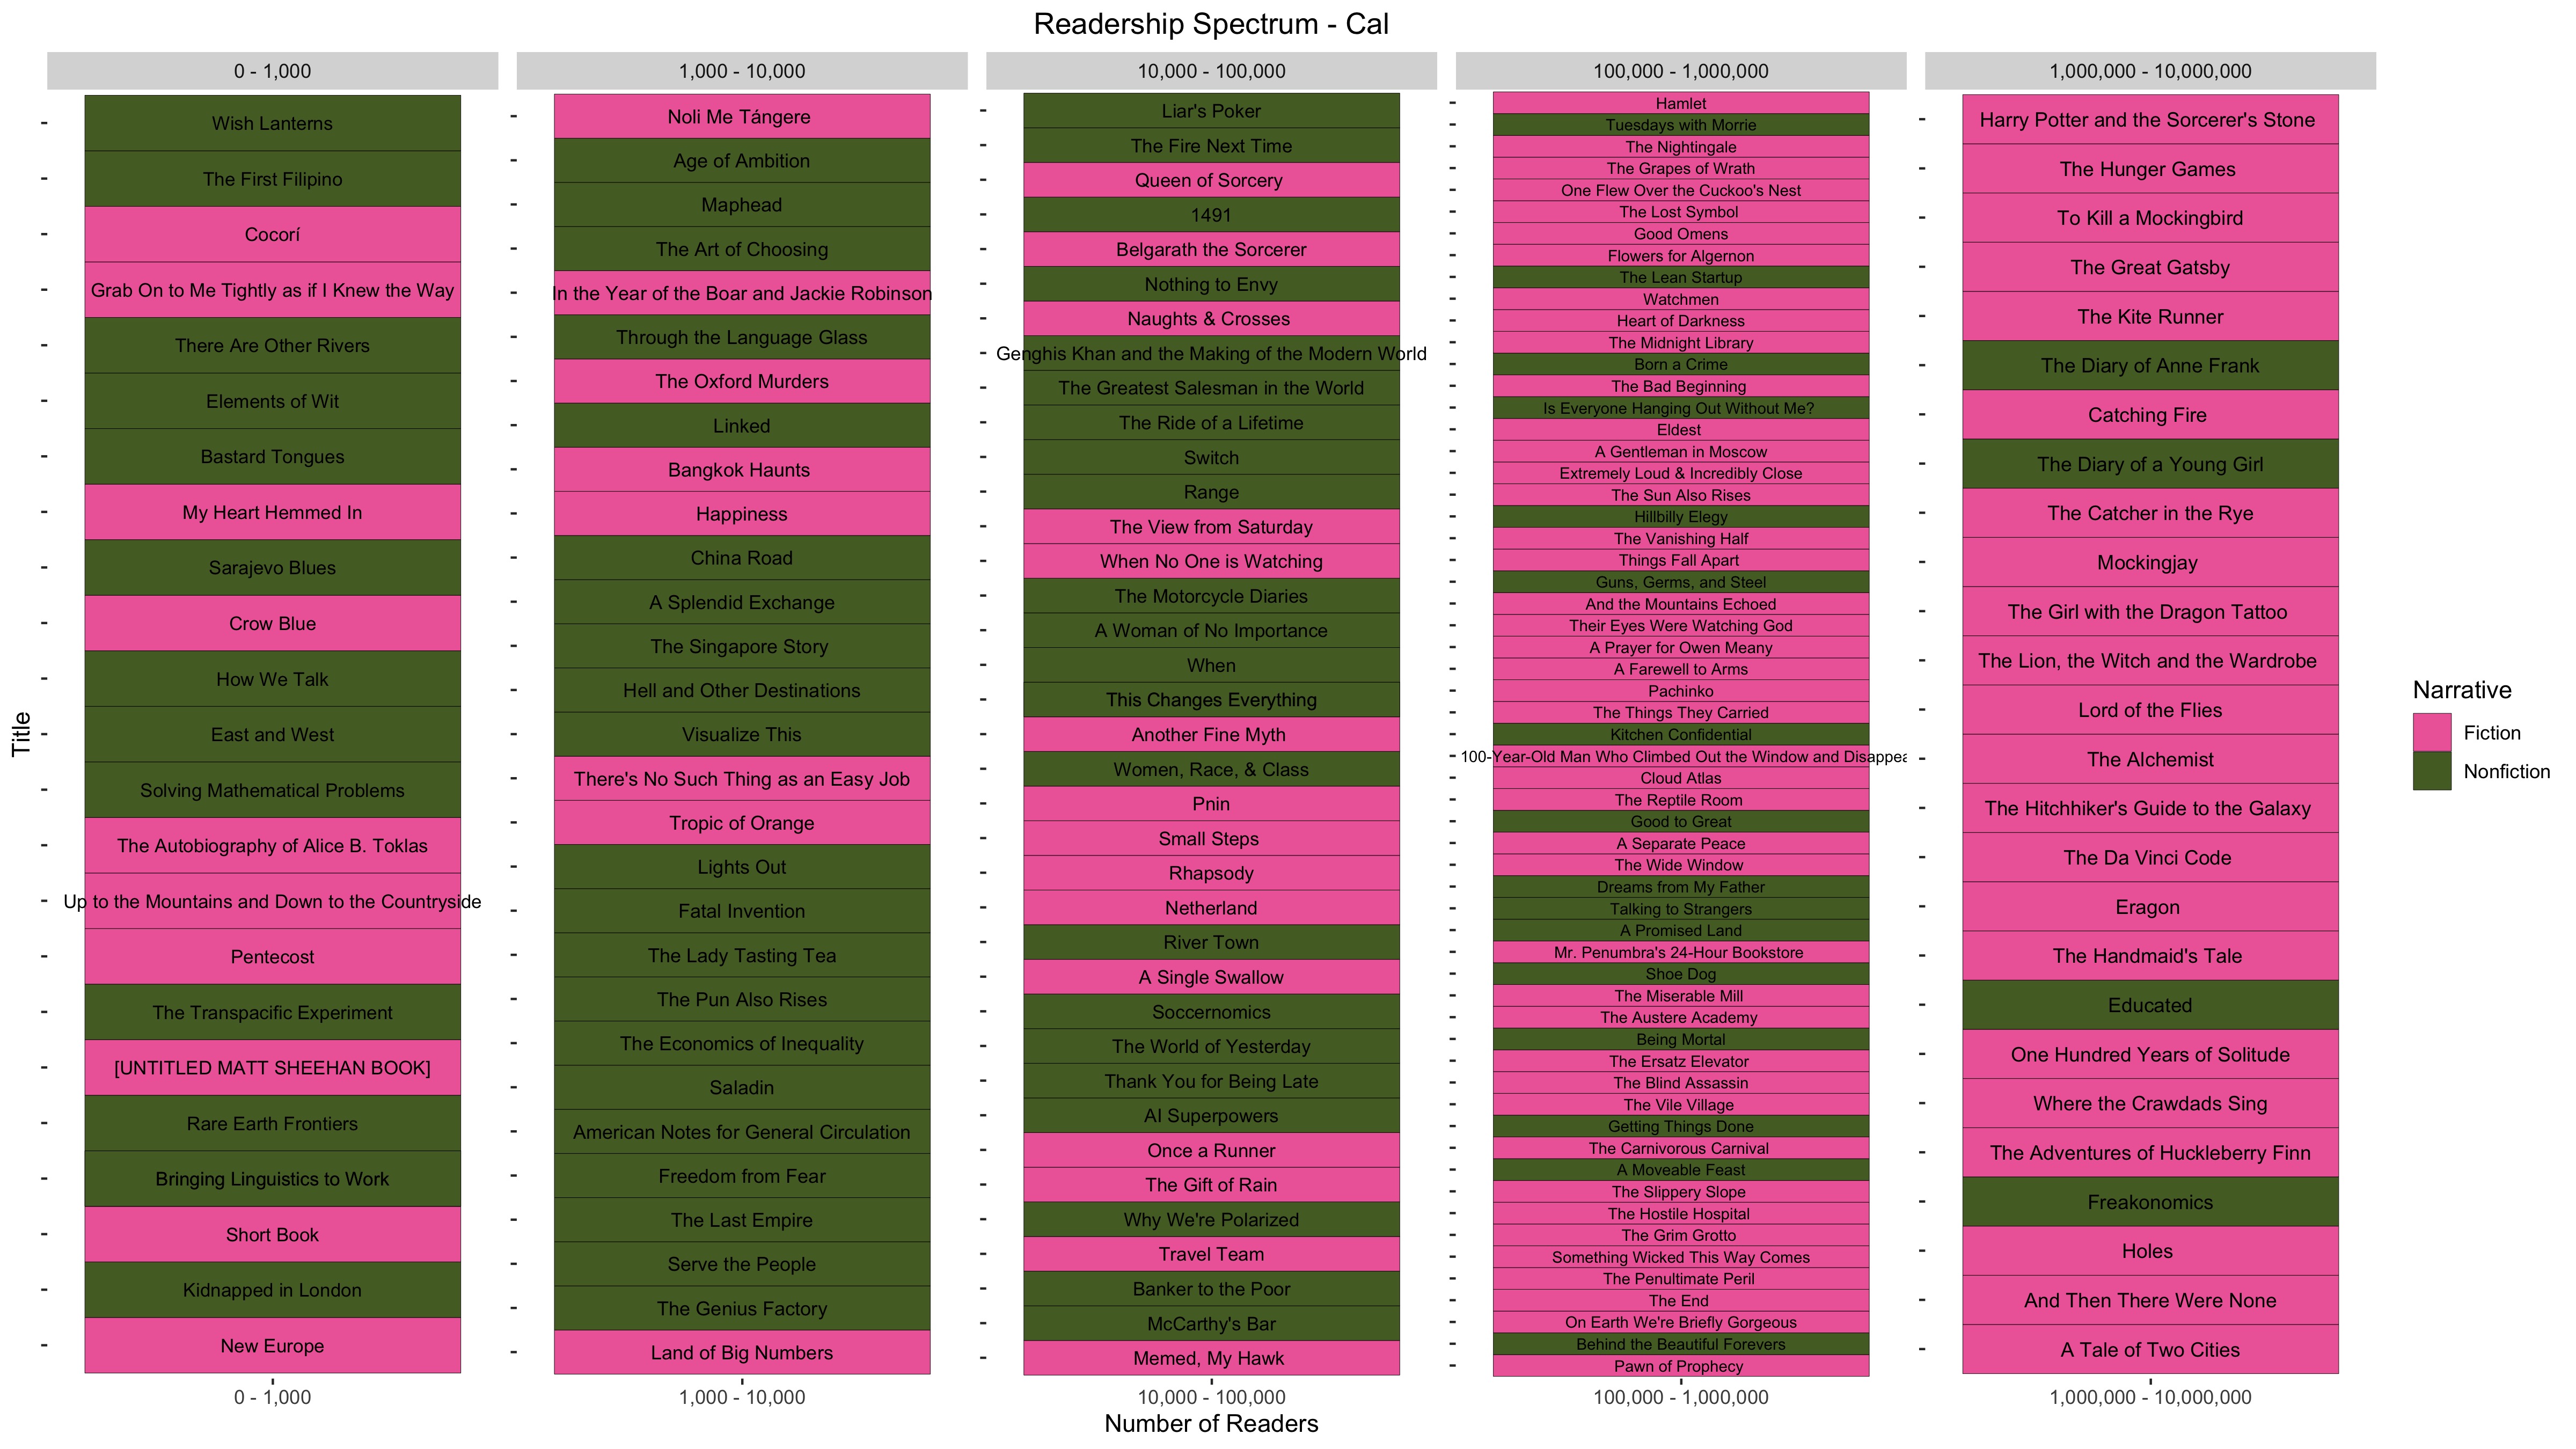 Readership Spectrum - Cal
0 - 1,000
Wish Lanterns
The First Filipino
Cocorí
Grab On to Me Tightly as if I Knew the Way
There Are Other Rivers
Elements of Wit
Bastard Tongues
My Heart Hemmed In
Sarajevo Blues
Crow Blue
How We Talk
East and West
Solving Mathematical Problems
The Autobiography of Alice B. Toklas
Up to the Mountains and Down to the Countryside
Pentecost
The Transpacific Experiment
[UNTITLED MATT SHEEHAN BOOK]
Rare Earth Frontiers
Bringing Linguistics to Work
Short Book
Kidnapped in London
New Europe
0 - 1,000
1,000 - 10,000
Noli Me Tángere
Age of Ambition
Maphead
The Art of Choosing
In the Year of the Boar and Jackie Robinson
Through the Language Glass
The Oxford Murders
Linked
Bangkok Haunts
Happiness
China Road
A Splendid Exchange
The Singapore Story
Hell and Other Destinations
Visualize This
There's No Such Thing as an Easy Job
Tropic of Orange
Lights Out
Fatal Invention
The Lady Tasting Tea
The Pun Also Rises
The Economics of Inequality
Saladin
American Notes for General Circulation
Freedom from Fear
The Last Empire
Serve the People
The Genius Factory
Land of Big Numbers
1,000 - 10,000
10,000 - 100,000
Liar's Poker
The Fire Next Time
Queen of Sorcery
1491
Belgarath the Sorcerer
Nothing to Envy
Naughts & Crosses
Genghis Khan and the Making of the Modern World
The Greatest Salesman in the World
The Ride of a Lifetime
Switch
Range
The View from Saturday
When No One is Watching
The Motorcycle Diaries
A Woman of No Importance
When
This Changes Everything
Another Fine Myth
Women, Race, & Class
Pnin
Small Steps
Rhapsody
Netherland
River Town
A Single Swallow
Soccernomics
The World of Yesterday
Thank You for Being Late
AI Superpowers
Once a Runner
The Gift of Rain
Why We're Polarized
Travel Team
Banker to the Poor
McCarthy's Bar
Memed, My Hawk
10,000 - 100,000
100,000 - 1,000,000
Hamlet
Tuesdays with Morrie
The Nightingale
The Grapes of Wrath
One Flew Over the Cuckoo's Nest
The Lost Symbol
Good Omens
Flowers for Algernon
The Lean Startup
Watchmen
Heart of Darkness
The Midnight Library
Born a Crime
The Bad Beginning
Is Everyone Hanging Out Without Me?
Eldest
A Gentleman in Moscow
Extremely Loud & Incredibly Close
The Sun Also Rises
Hillbilly Elegy
The Vanishing Half
Things Fall Apart
Guns, Germs, and Steel
And the Mountains Echoed
Their Eyes Were Watching God
A Prayer for Owen Meany
A Farewell to Arms
Pachinko
The Things They Carried
Kitchen Confidential
100-Year-Old Man Who Climbed Out the Window and Disappea
Cloud Atlas
The Reptile Room
Good to Great
A Separate Peace
The Wide Window
Dreams from My Father
Talking to Strangers
A Promised Land
Mr. Penumbra's 24-Hour Bookstore
Shoe Dog
The Miserable Mill
The Austere Academy
Being Mortal
The Ersatz Elevator
The Blind Assassin
The Vile Village
Getting Things Done
The Carnivorous Carnival
A Moveable Feast
The Slippery Slope
The Hostile Hospital
The Grim Grotto
Something Wicked This Way Comes
The Penultimate Peril
The End
On Earth We're Briefly Gorgeous
Behind the Beautiful Forevers
Pawn of Prophecy
100,000 - 1,000,000
1,000,000 - 10,000,000
Harry Potter and the Sorcerer's Stone
The Hunger Games
To Kill a Mockingbird
The Great Gatsby
The Kite Runner
The Diary of Anne Frank
Catching Fire
The Diary of a Young Girl
The Catcher in the Rye
Mockingjay
The Girl with the Dragon Tattoo
The Lion, the Witch and the Wardrobe
Lord of the Flies
The Alchemist
The Hitchhiker's Guide to the Galaxy
The Da Vinci Code
Eragon
The Handmaid's Tale
Educated
One Hundred Years of Solitude
Where the Crawdads Sing
The Adventures of Huckleberry Finn
Freakonomics
Holes
And Then There Were None
A Tale of Two Cities
1,000,000 - 10,000,000
Title
Number of Readers
Narrative
Fiction
Nonfiction